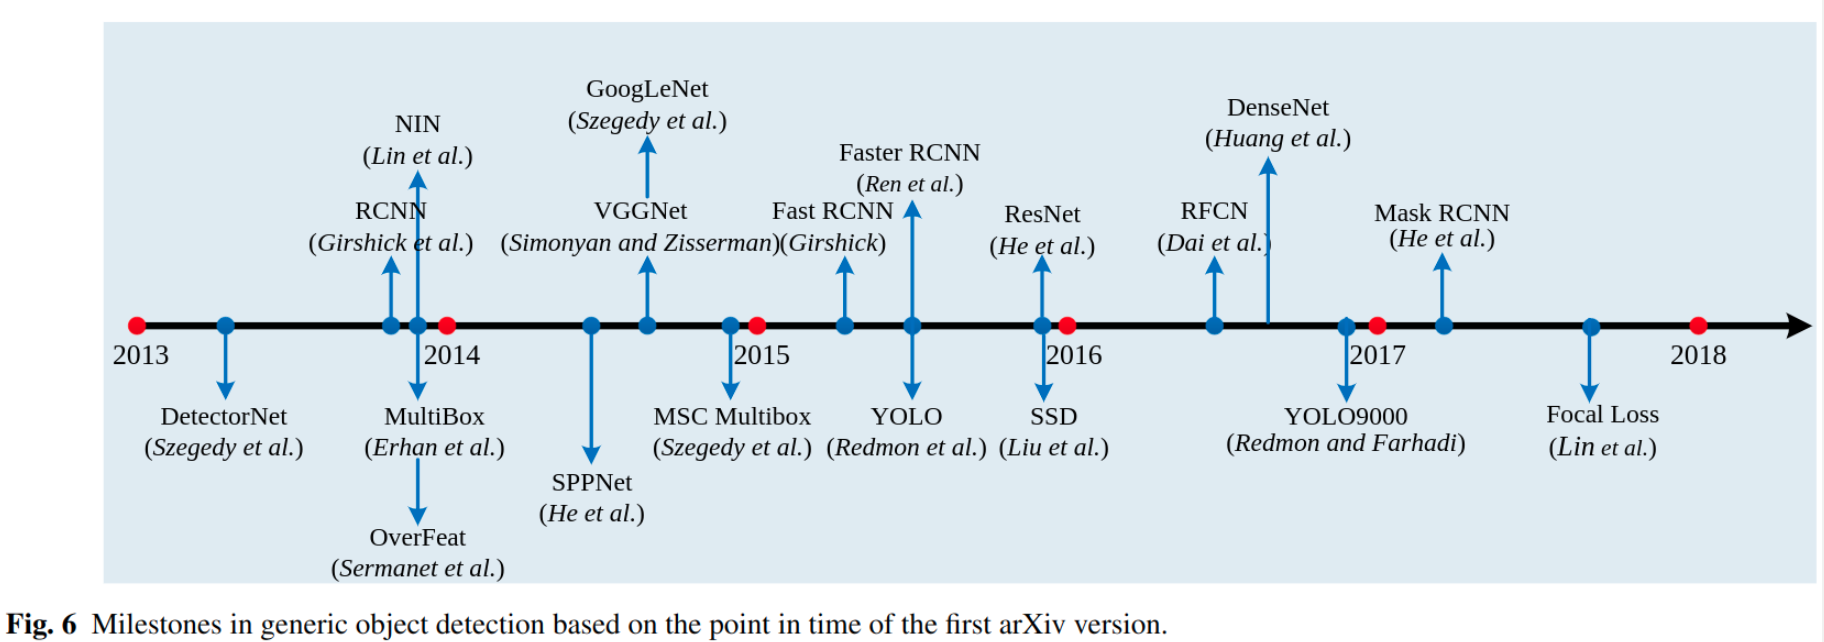 GoogLeNet
(Szegedy et al.)
DenseNet
(Huang et al.)
NIN
(Lin et al.)
Faster RCNN
(Ren et al.)
RCNN
(Girshick et al.)
VGGNet
(Simonyan and Zisserman)
Fast RCNN
(Girshick)
ResNet
(He et al.)
RFCN
(Dai et al.)
Mask RCNN
(He et al.)
2013
2014
2015
2016
2017
2018
DetectorNet
(Szegedy et al.)
MultiBox
(Erhan et al.)
MSC Multibox
(Szegedy et al.)
YOLO
(Redmon et al.)
SSD
(Liu et al.)
YOLO9000
(Redmon and Farhadi)
Focal Loss
(Lin et al.)
SPPNet
(He et al.)
OverFeat
(Sermanet et al.)
Fig. 6 Milestones in generic object detection based on the point in time of the first arXiv version.